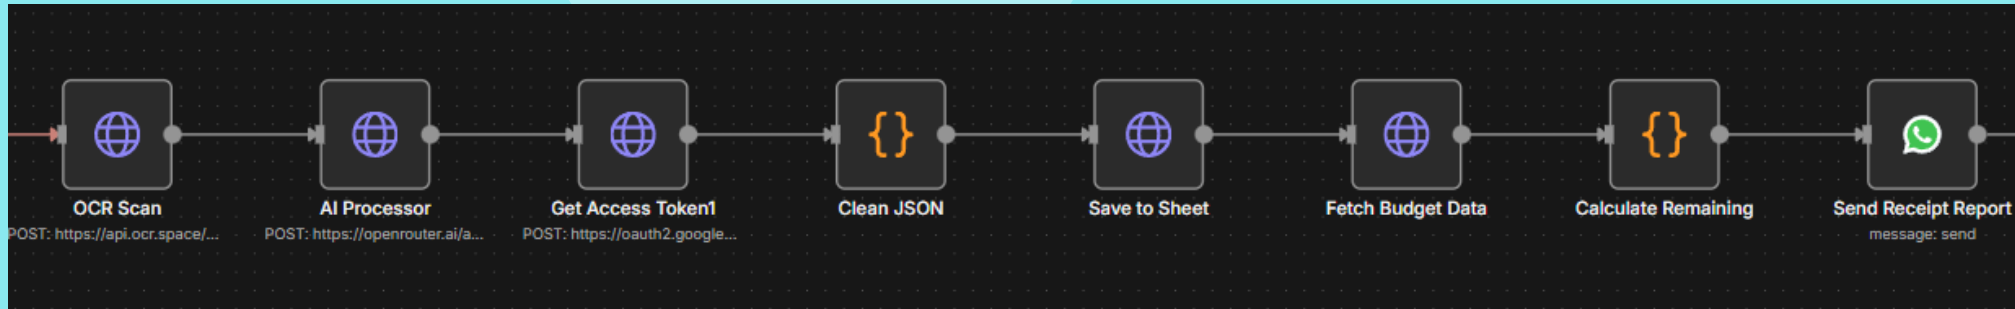 OCR Scan
POST: https://api.ocr.space/...
AI Processor
POST: https://openrouter.ai/a...
Get Access Token1
POST: https://oauth2.google...
Clean JSON
Save to Sheet
Fetch Budget Data
Calculate Remaining
Send Receipt Report
message: send